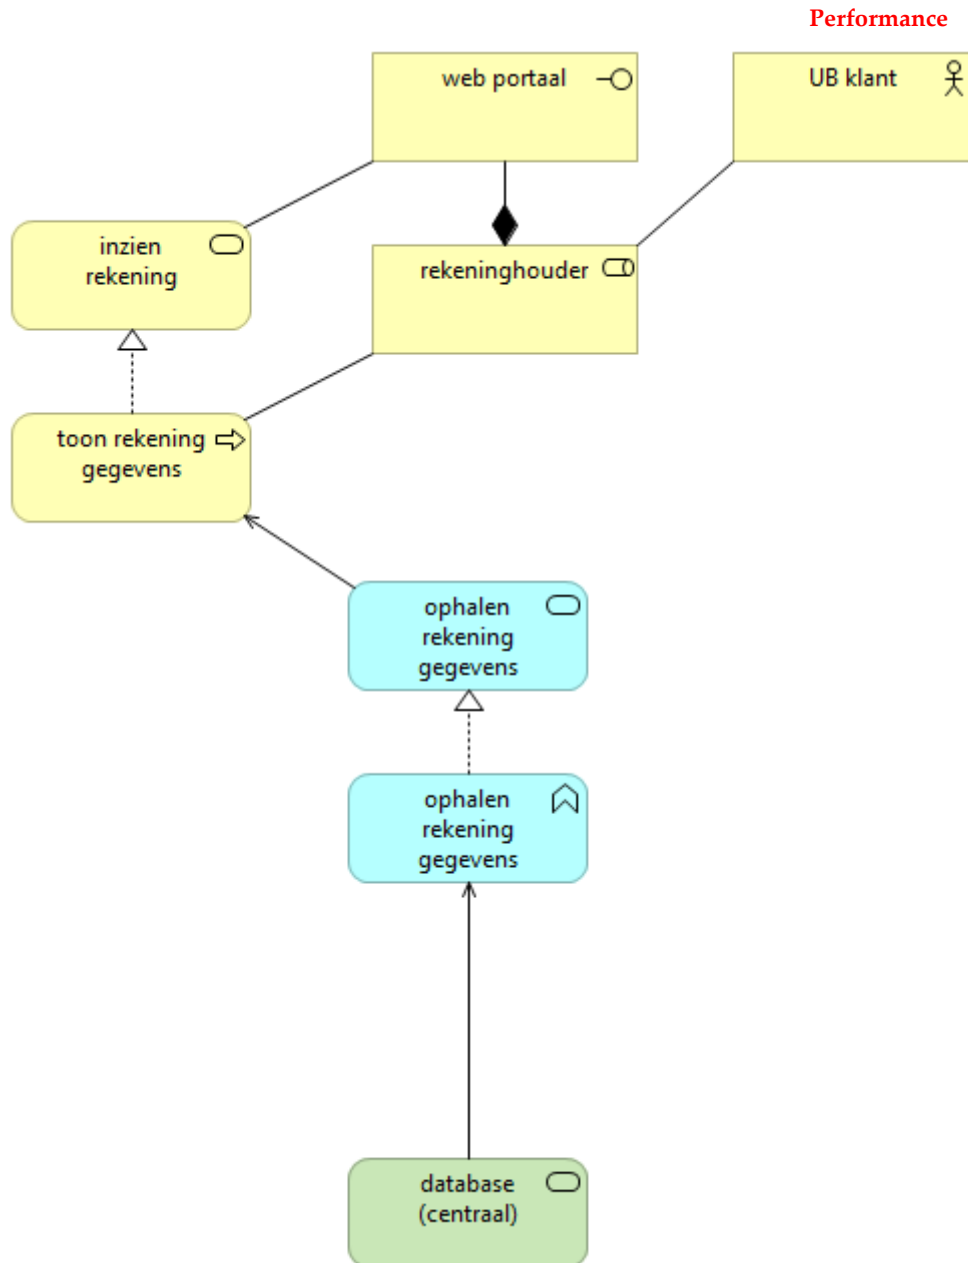 Performance
web portaal
UB klant
inzien
rekening
rekeninghouder
toon rekening
gegevens
ophalen
rekening
gegevens
ophalen
rekening
gegevens
database
(centraal)